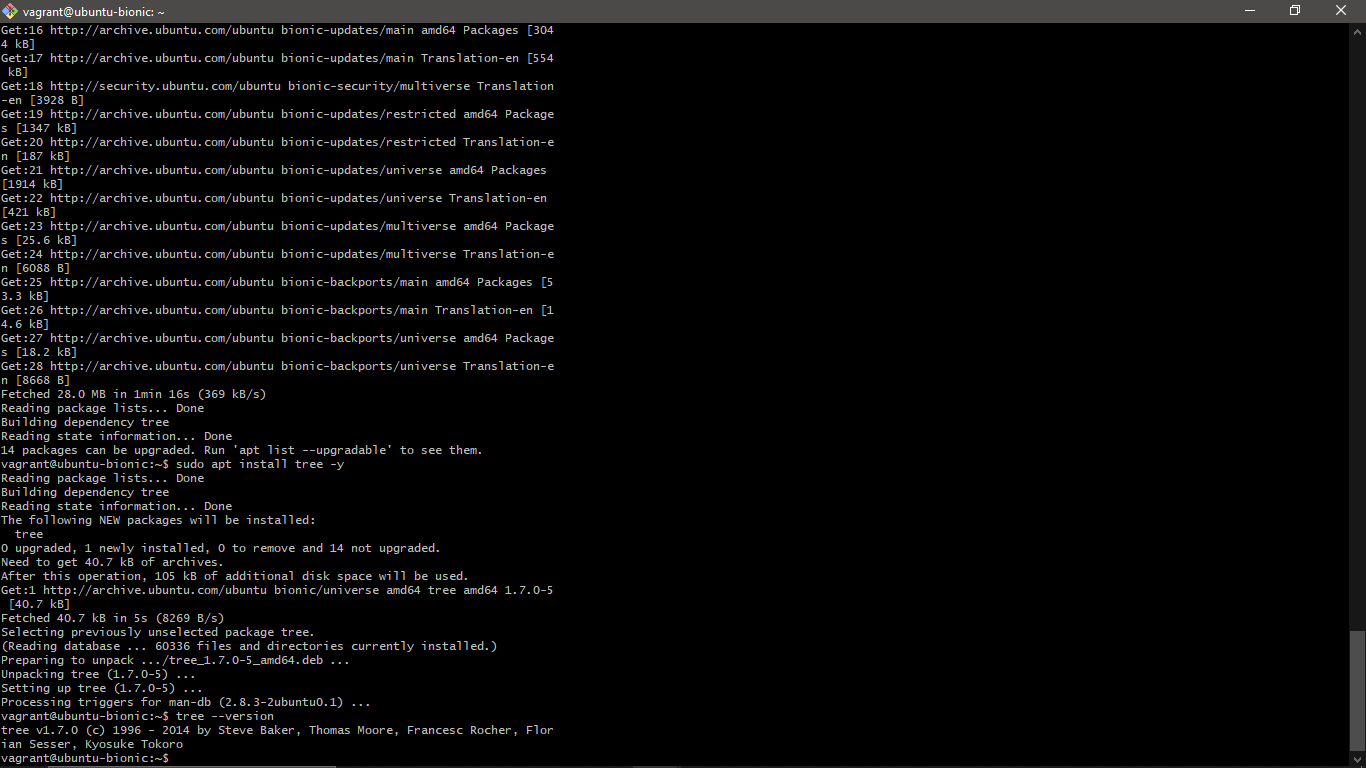 vagrant@ubuntu-bionic: ~
Get:16 http://archive.ubuntu.com/ubuntu bionic-updates/main amd64 Packages [304
4 kB]
Get:17 http://archive.ubuntu.com/ubuntu bionic-updates/main Translation-en [554
 kB]
Get:18 http://security.ubuntu.com/ubuntu bionic-security/multiverse Translation
-en [3928 B]
Get:19 http://archive.ubuntu.com/ubuntu bionic-updates/restricted amd64 Package
s [1347 kB]
Get:20 http://archive.ubuntu.com/ubuntu bionic-updates/restricted Translation-e
n [187 kB]
Get:21 http://archive.ubuntu.com/ubuntu bionic-updates/universe amd64 Packages
[1914 kB]
Get:22 http://archive.ubuntu.com/ubuntu bionic-updates/universe Translation-en
[421 kB]
Get:23 http://archive.ubuntu.com/ubuntu bionic-updates/multiverse amd64 Package
s [25.6 kB]
Get:24 http://archive.ubuntu.com/ubuntu bionic-updates/multiverse Translation-e
n [6088 B]
Get:25 http://archive.ubuntu.com/ubuntu bionic-backports/main amd64 Packages [5
3.3 kB]
Get:26 http://archive.ubuntu.com/ubuntu bionic-backports/main Translation-en [1
4.6 kB]
Get:27 http://archive.ubuntu.com/ubuntu bionic-backports/universe amd64 Package
s [18.2 kB]
Get:28 http://archive.ubuntu.com/ubuntu bionic-backports/universe Translation-e
n [8668 B]
Fetched 28.0 MB in 1min 16s (369 kB/s)
Reading package lists... Done
Building dependency tree
Reading state information... Done
14 packages can be upgraded. Run 'apt list --upgradable' to see them.
vagrant@ubuntu-bionic:~$ sudo apt install tree -y
Reading package lists... Done
Building dependency tree
Reading state information... Done
The following NEW packages will be installed:
  tree
0 upgraded, 1 newly installed, 0 to remove and 14 not upgraded.
Need to get 40.7 kB of archives.
After this operation, 105 kB of additional disk space will be used.
Get:1 http://archive.ubuntu.com/ubuntu bionic/universe amd64 tree amd64 1.7.0-5
 [40.7 kB]
Fetched 40.7 kB in 5s (8269 B/s)
Selecting previously unselected package tree.
(Reading database ... 60336 files and directories currently installed.)
Preparing to unpack .../tree_1.7.0-5_amd64.deb ...
Unpacking tree (1.7.0-5) ...
Setting up tree (1.7.0-5) ...
Processing triggers for man-db (2.8.3-2ubuntu0.1) ...
vagrant@ubuntu-bionic:~$ tree --version
tree v1.7.0 (c) 1996 - 2014 by Steve Baker, Thomas Moore, Francesc Rocher, Flor
ian Sesser, Kyosuke Tokoro
vagrant@ubuntu-bionic:~$